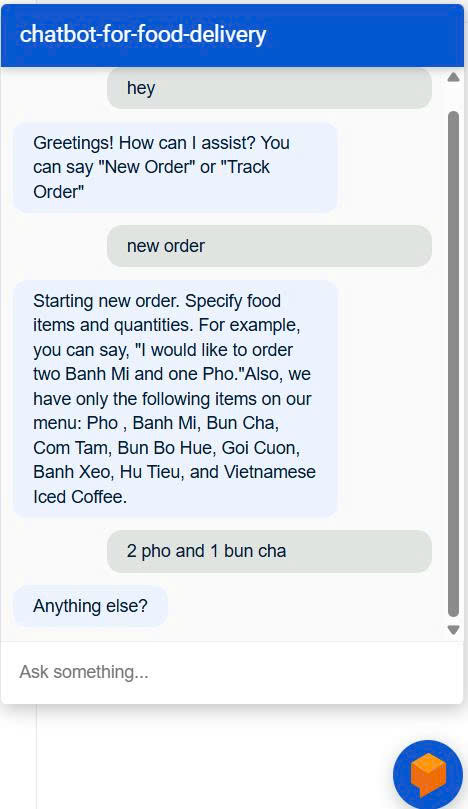 chatbot-for-food-delivery
hey
Greetings! How can I assist? You
can say "New Order" or "Track
Order"
new order
Starting new order. Specify food
items and quantities. For example,
you can say, "I would like to order
two Banh Mi and one Pho."Also, we
have only the following items on our
menu: Pho , Banh Mi, Bun Cha,
Com Tam, Bun Bo Hue, Goi Cuon,
Banh Xeo, Hu Tieu, and Vietnamese
Iced Coffee.
2 pho and 1 bun cha
Anything else?
Ask something...